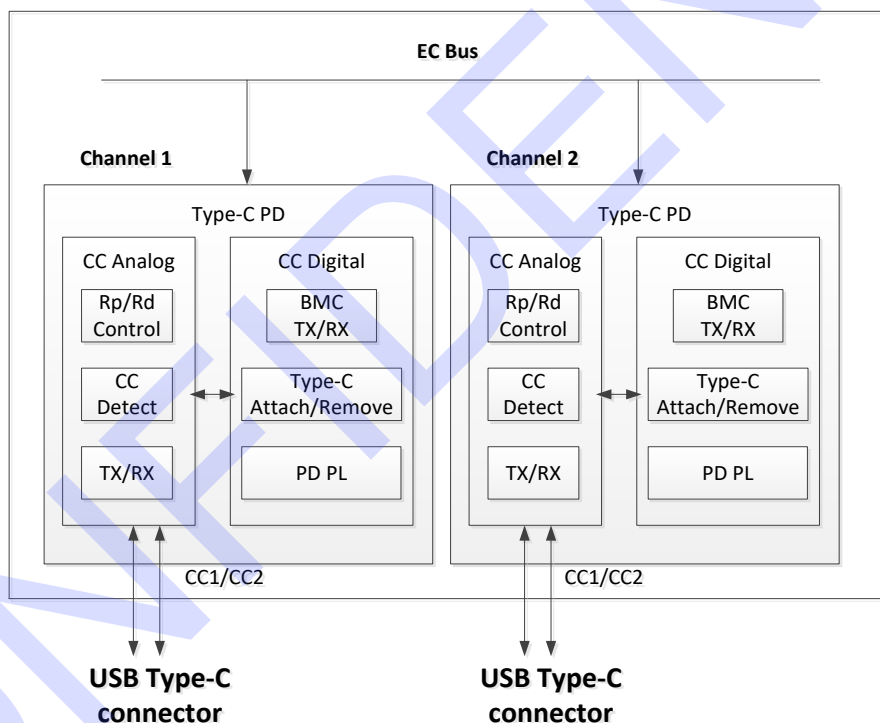 EC Bus
Channel 1
Channel 2
Type-C PD
Type-C PD
CC Analog
CC Digital
CC Analog
CC Digital
Rp/Rd
Control
BMC
TX/RX
Rp/Rd
Control
BMC
TX/RX
CC
Detect
Type-C
Attach/Remove
CC
Detect
Type-C
Attach/Remove
TX/RX
PD PL
TX/RX
PD PL
CC1/CC2
CC1/CC2
USB Type-C
connector
USB Type-C
connector
NFIDEN